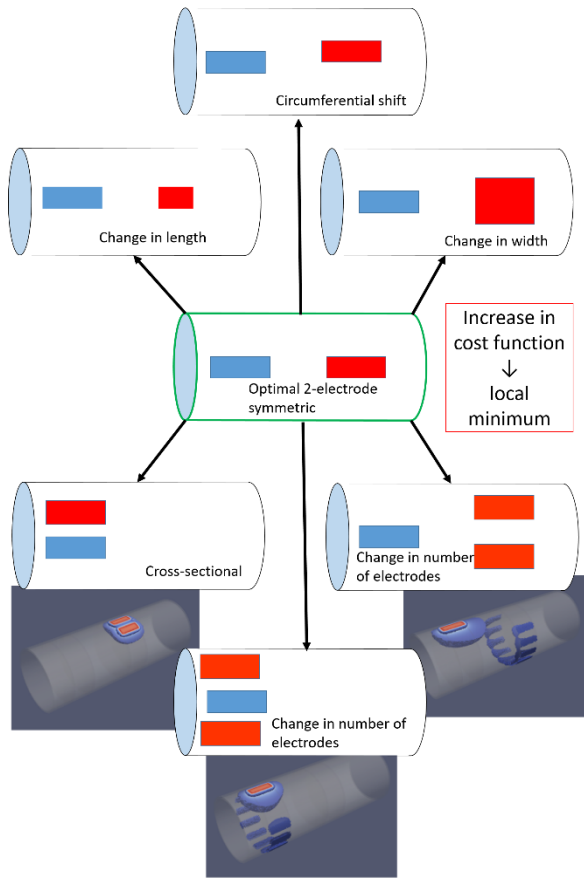 Circumferential shift
Change in length
Change in width
Optimal 2-electrode
symmetric
Increase in
cost function
↓
local
minimum
Cross-sectional
Change in number
of electrodes
Change in number of
electrodes